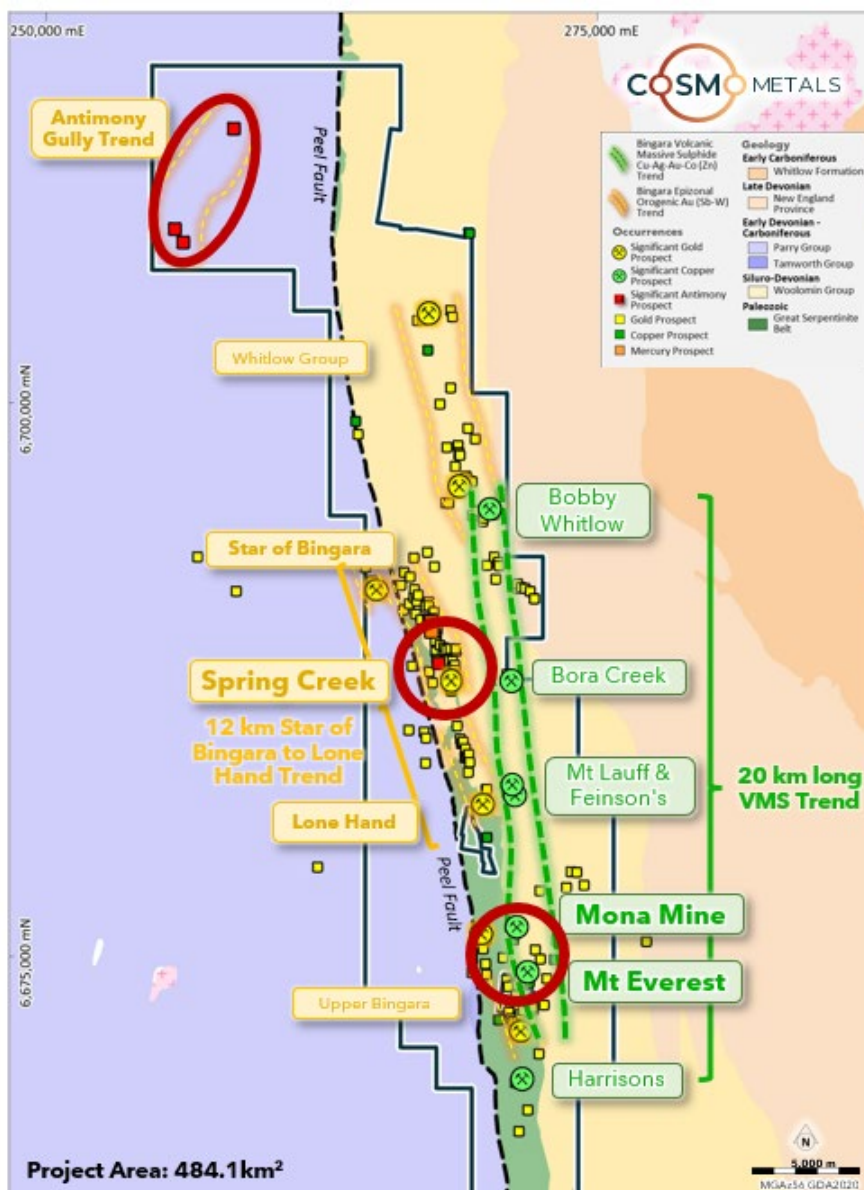 250,000 mE
275,000 mE
COSMO METALS
Antimony
Gully Trend
Peel Fault
Bingara Volcanic
Massive Sulphide
Cu-Ag-Au-Co (Zn)
Trend
Bingara Epizonal
Orogenic Au (Sb-W)
Trend
Occurrences
Significant Gold
Prospect
Significant Copper
Prospect
Significant Antimony
Prospect
Gold Prospect
Copper Prospect
Mercury Prospect
Geology
Early Carboniferous
Whitlow Formation
Late Devonian
New England
Province
Early Devonian -
Carboniferous
Parry Group
Tamworth Group
Siluro-Devonian
Woolomin Group
Paleozoic
Great Serpentinite
Belt
Whitlow Group
6,700,000 mN
Bobby
Whitlow
Star of Bingara
Spring Creek
Bora Creek
12 km Star of
Bingara to Lone
Hand Trend
Mt Lauff &
Feinson's
20 km long
VMS Trend
Lone Hand
Peel Fault
Mona Mine
6,675,000 mN
Mt Everest
Upper Bingara
Harrisons
N
5,000 m
Project Area: 484.1km²
MGAz56 GDA2020